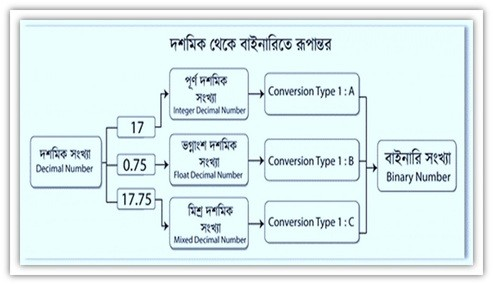 দশমিক থেকে বাইনারিতে রূপান্তর
পূর্ণ দশমিক
সংখ্যা
Integer Decimal Number
Conversion Type 1 : A
17
দশমিক সংখ্যা
Decimal Number
0.75
ভগ্নাংশ দশমিক
সংখ্যা
Float Decimal Number
Conversion Type 1 : B
বাইনারি সংখ্যা
Binary Number
17.75
মিশ্র দশমিক
সংখ্যা
Mixed Decimal Number
Conversion Type 1 : C